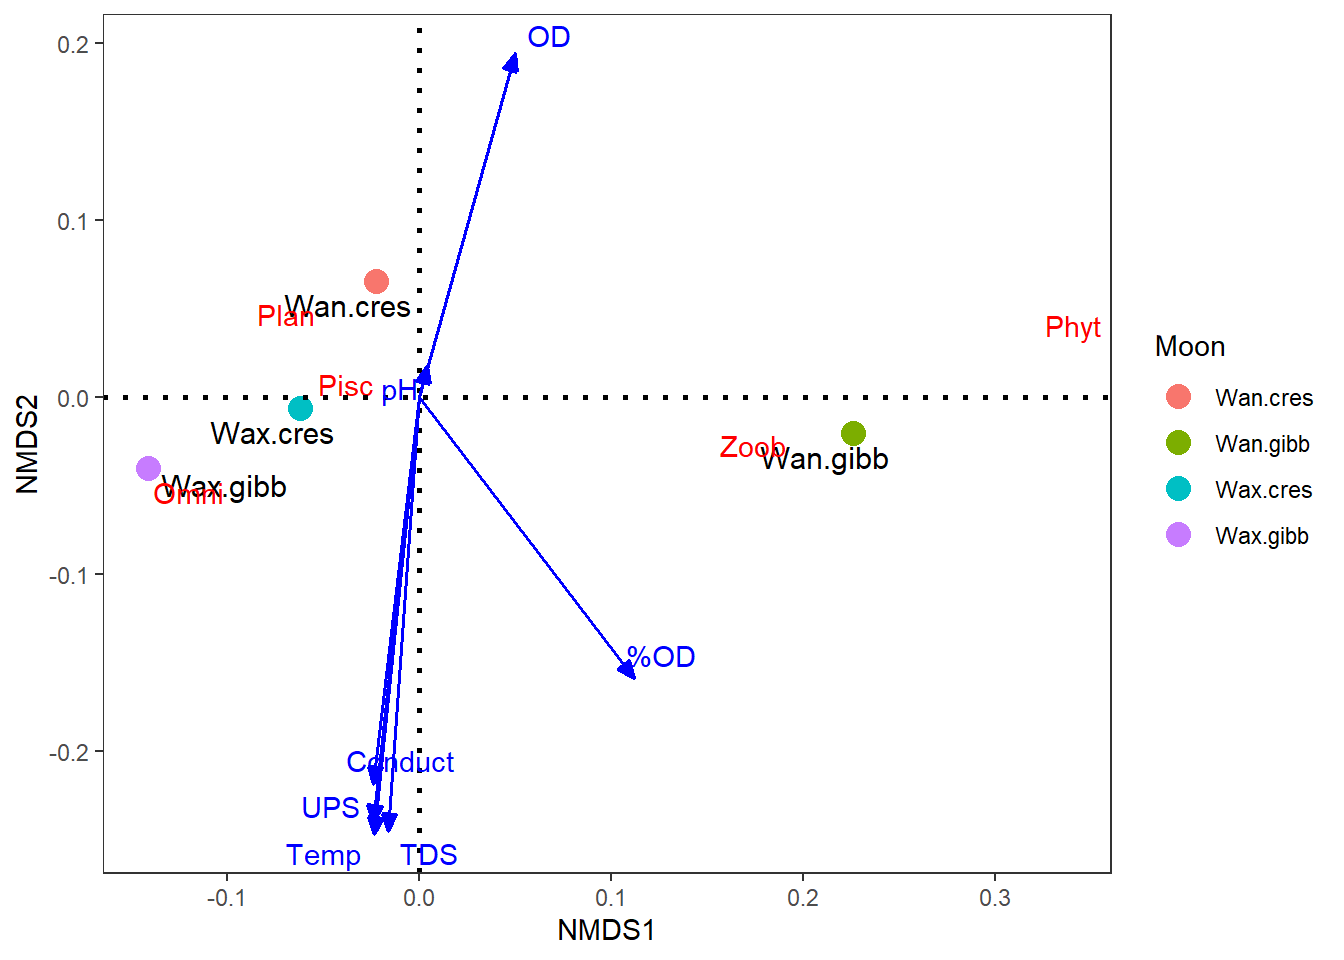 OD
0.2
0.1
Wan.cres
Plan
Phyt
Pisc
pH
0.0
Wax.cres
Zoob
Wan.gibb
Wax.gibb
Omni
-0.1
%OD
-0.2
Conduct
UPS
Temp
TDS
-0.1
0.0
0.1
0.2
0.3
NMDS1
NMDS2
Moon
Wan.cres
Wan.gibb
Wax.cres
Wax.gibb